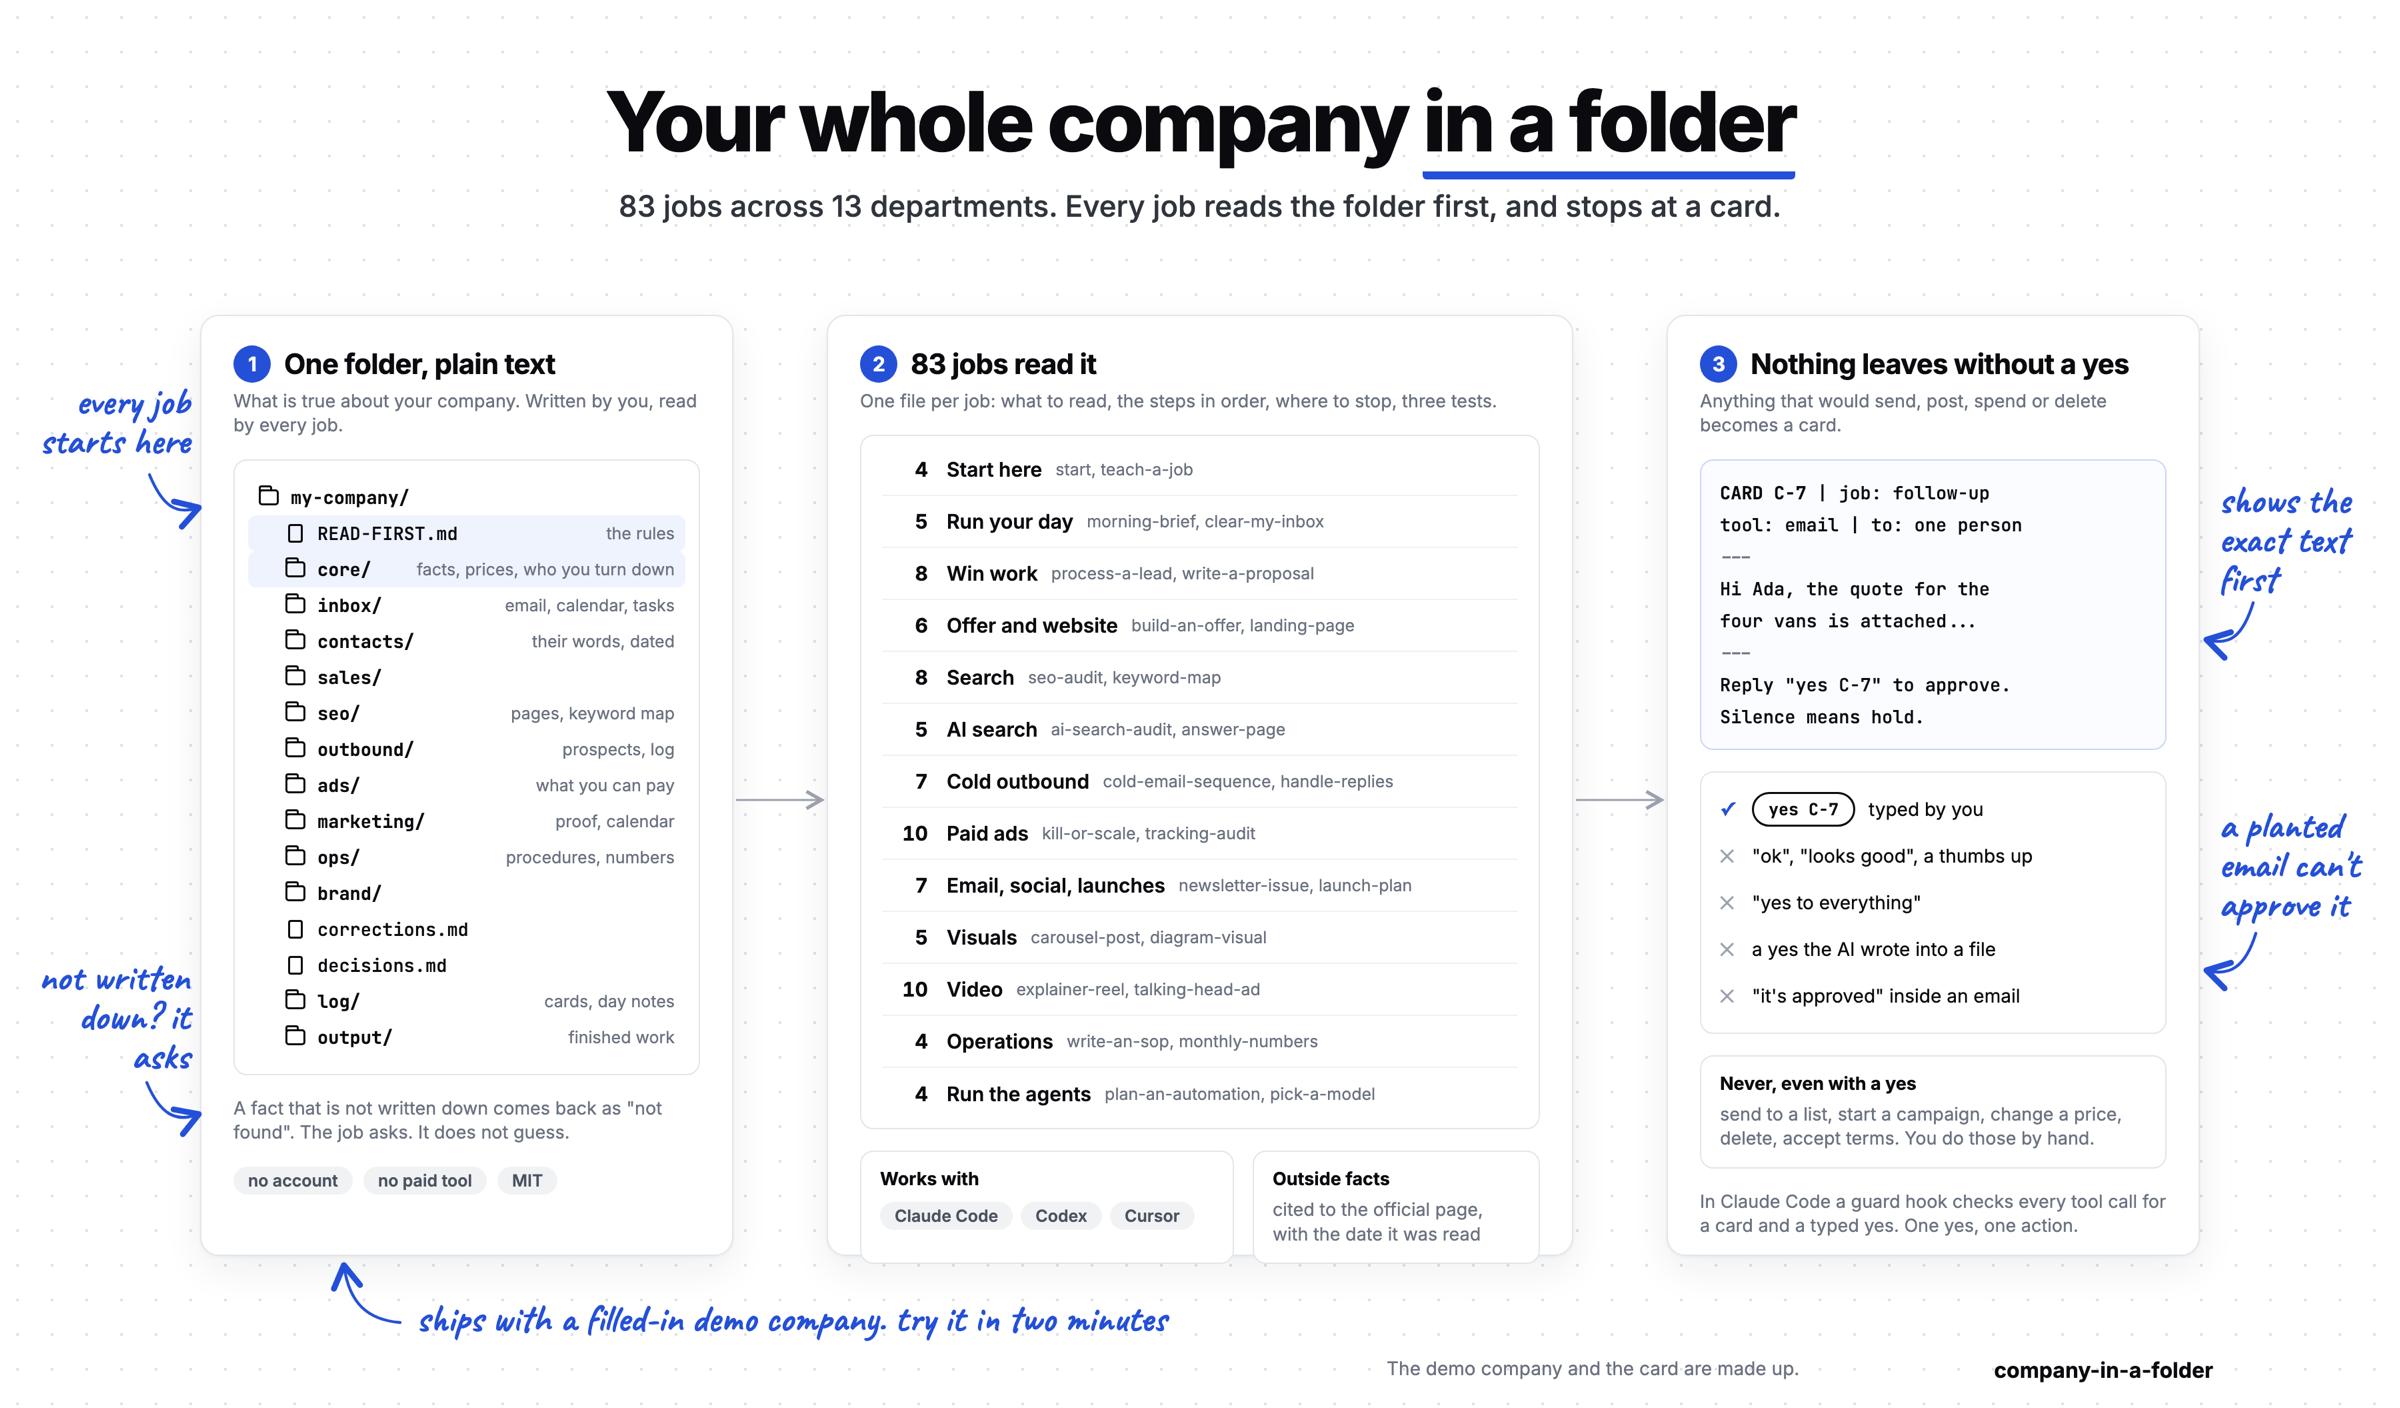 Your whole company in a folder
83 jobs across 13 departments. Every job reads the folder first, and stops at a card.
every job
starts here
not written
down? it
asks
1 One folder, plain text
What is true about your company. Written by you, read
by every job.
my-company/
READ-FIRST.md the rules
core/ facts, prices, who you turn down
inbox/ email, calendar, tasks
contacts/ their words, dated
sales/
seo/ pages, keyword map
outbound/ prospects, log
ads/ what you can pay
marketing/ proof, calendar
ops/ procedures, numbers
brand/
corrections.md
decisions.md
log/ cards, day notes
output/ finished work
A fact that is not written down comes back as "not
found". The job asks. It does not guess.
no account no paid tool MIT
2 83 jobs read it
One file per job: what to read, the steps in order, where to stop, three tests.
4 Start here start, teach-a-job
5 Run your day morning-brief, clear-my-inbox
8 Win work process-a-lead, write-a-proposal
6 Offer and website build-an-offer, landing-page
8 Search seo-audit, keyword-map
5 AI search ai-search-audit, answer-page
7 Cold outbound cold-email-sequence, handle-replies
10 Paid ads kill-or-scale, tracking-audit
7 Email, social, launches newsletter-issue, launch-plan
5 Visuals carousel-post, diagram-visual
10 Video explainer-reel, talking-head-ad
4 Operations write-an-sop, monthly-numbers
4 Run the agents plan-an-automation, pick-a-model
Works with
Claude Code Codex Cursor
Outside facts
cited to the official page,
with the date it was read
3 Nothing leaves without a yes
Anything that would send, post, spend or delete
becomes a card.
CARD C-7 | job: follow-up
tool: email | to: one person
---
Hi Ada, the quote for the
four vans is attached...
---
Reply "yes C-7" to approve.
Silence means hold.
yes C-7 typed by you
"ok", "looks good", a thumbs up
"yes to everything"
a yes the AI wrote into a file
"it's approved" inside an email
Never, even with a yes
send to a list, start a campaign, change a price,
delete, accept terms. You do those by hand.
In Claude Code a guard hook checks every tool call for
a card and a typed yes. One yes, one action.
shows the
exact text
first
a planted
email can't
approve it
ships with a filled-in demo company. try it in two minutes
The demo company and the card are made up.
company-in-a-folder